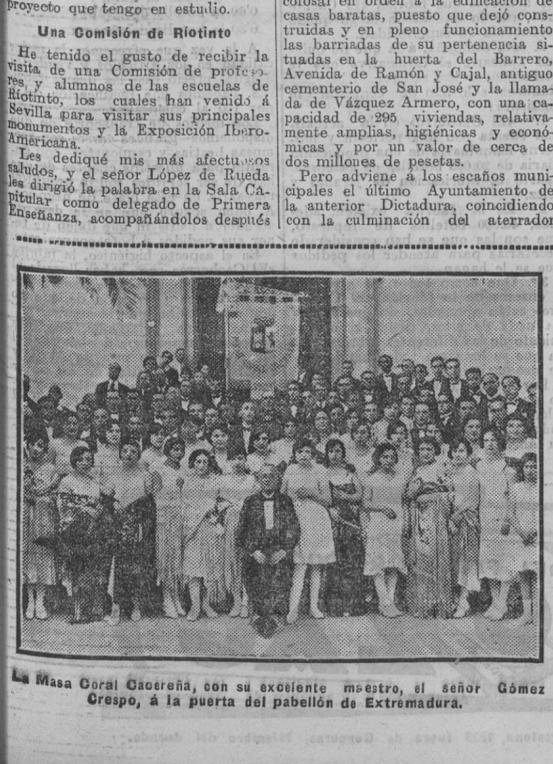 proyecto que tengo en estudio.
Una Comisión de Ríotinto
He tenido el gusto de recibir la
visita de una Comisión de profeso-
res y alumnos de las escuelas de
Ríotinto, los cuales han venido á
Sevilla para visitar sus principales
monumentos y la Exposición Ibero-
Americana.
Les dediqué mis más afectuosos
saludos, y el señor López de Rueda
les dirigió la palabra en la Sala Ca-
pitular como delegado de Primera
Enseñanza, acompañándolos después
colosal en orden á la edificación de
casas baratas, puesto que dejó cons-
truidas y en pleno funcionamiento
las barriadas de su pertenencia si-
tuadas en la huerta del Barrero,
Avenida de Ramón y Cajal, antiguo
cementerio de San José y la llama-
da de Vázquez Armero, con una ca-
pacidad de 295 viviendas, relativa-
mente amplias, higiénicas y econó-
micas y por un valor de cerca de
dos millones de pesetas.
Pero adviene á los escaños muni-
cipales el último Ayuntamiento de
la anterior Dictadura, coincidiendo
con la culminación del aterrador
La Masa Coral Cacereña, con su excelente maestro, el señor Gómez
Crespo, á la puerta del pabellón de Extremadura.